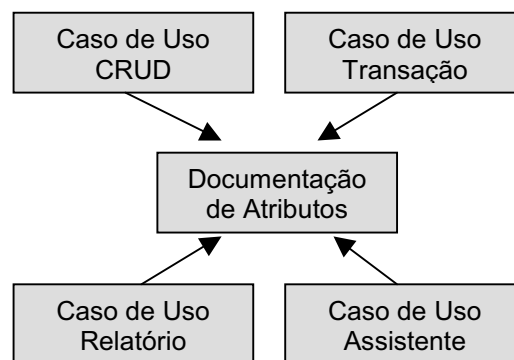 Caso de Uso
CRUD
Caso de Uso
Transação
Documentação
de Atributos
Caso de Uso
Relatório
Caso de Uso
Assistente